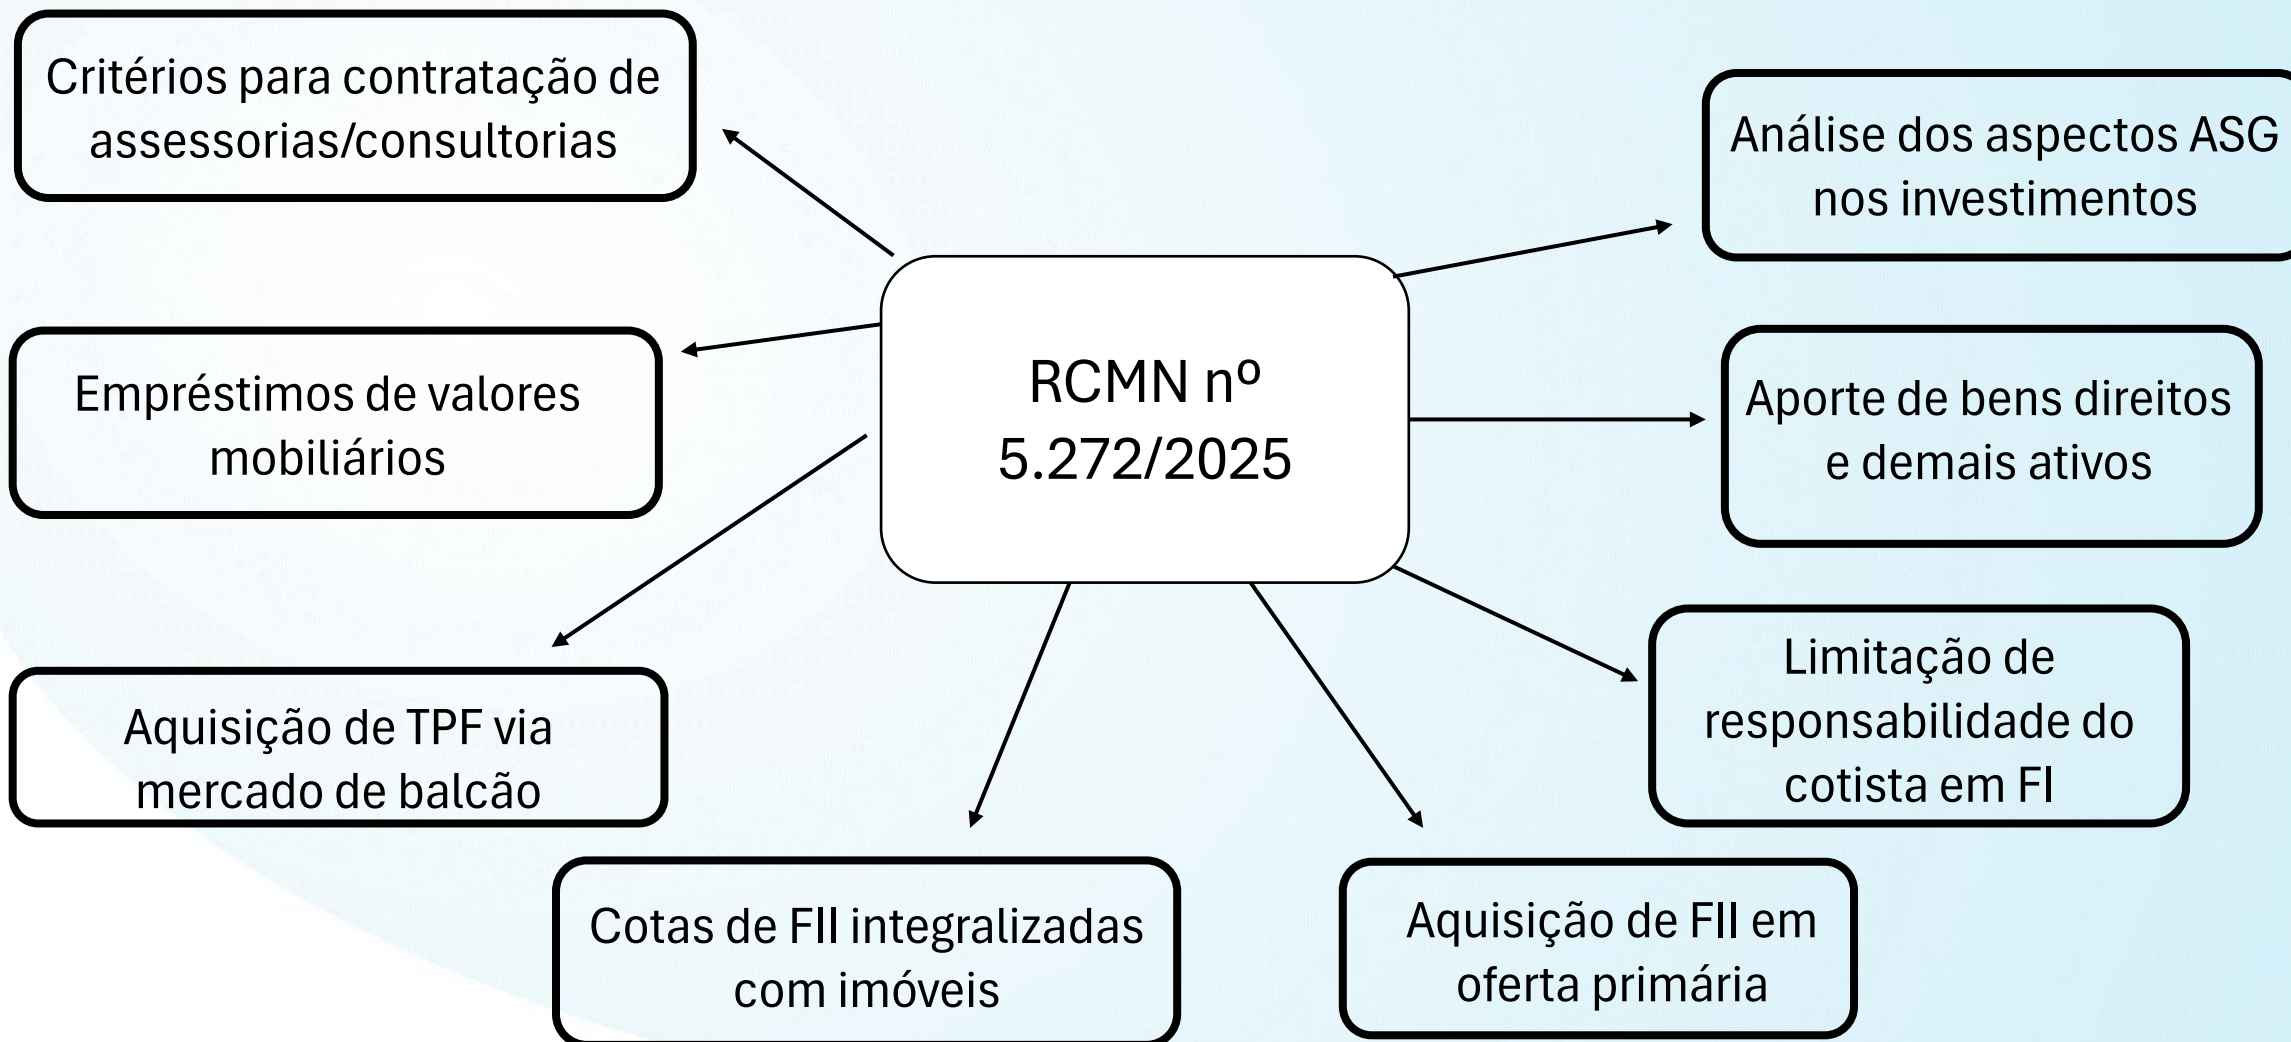 Critérios para contratação de
assessorias/consultorias
Análise dos aspectos ASG
nos investimentos
Empréstimos de valores
mobiliários
RCMN nº
5.272/2025
Aporte de bens direitos
e demais ativos
Aquisição de TPF via
mercado de balcão
Limitação de
responsabilidade do
cotista em FI
Cotas de FII integralizadas
com imóveis
Aquisição de FII em
oferta primária